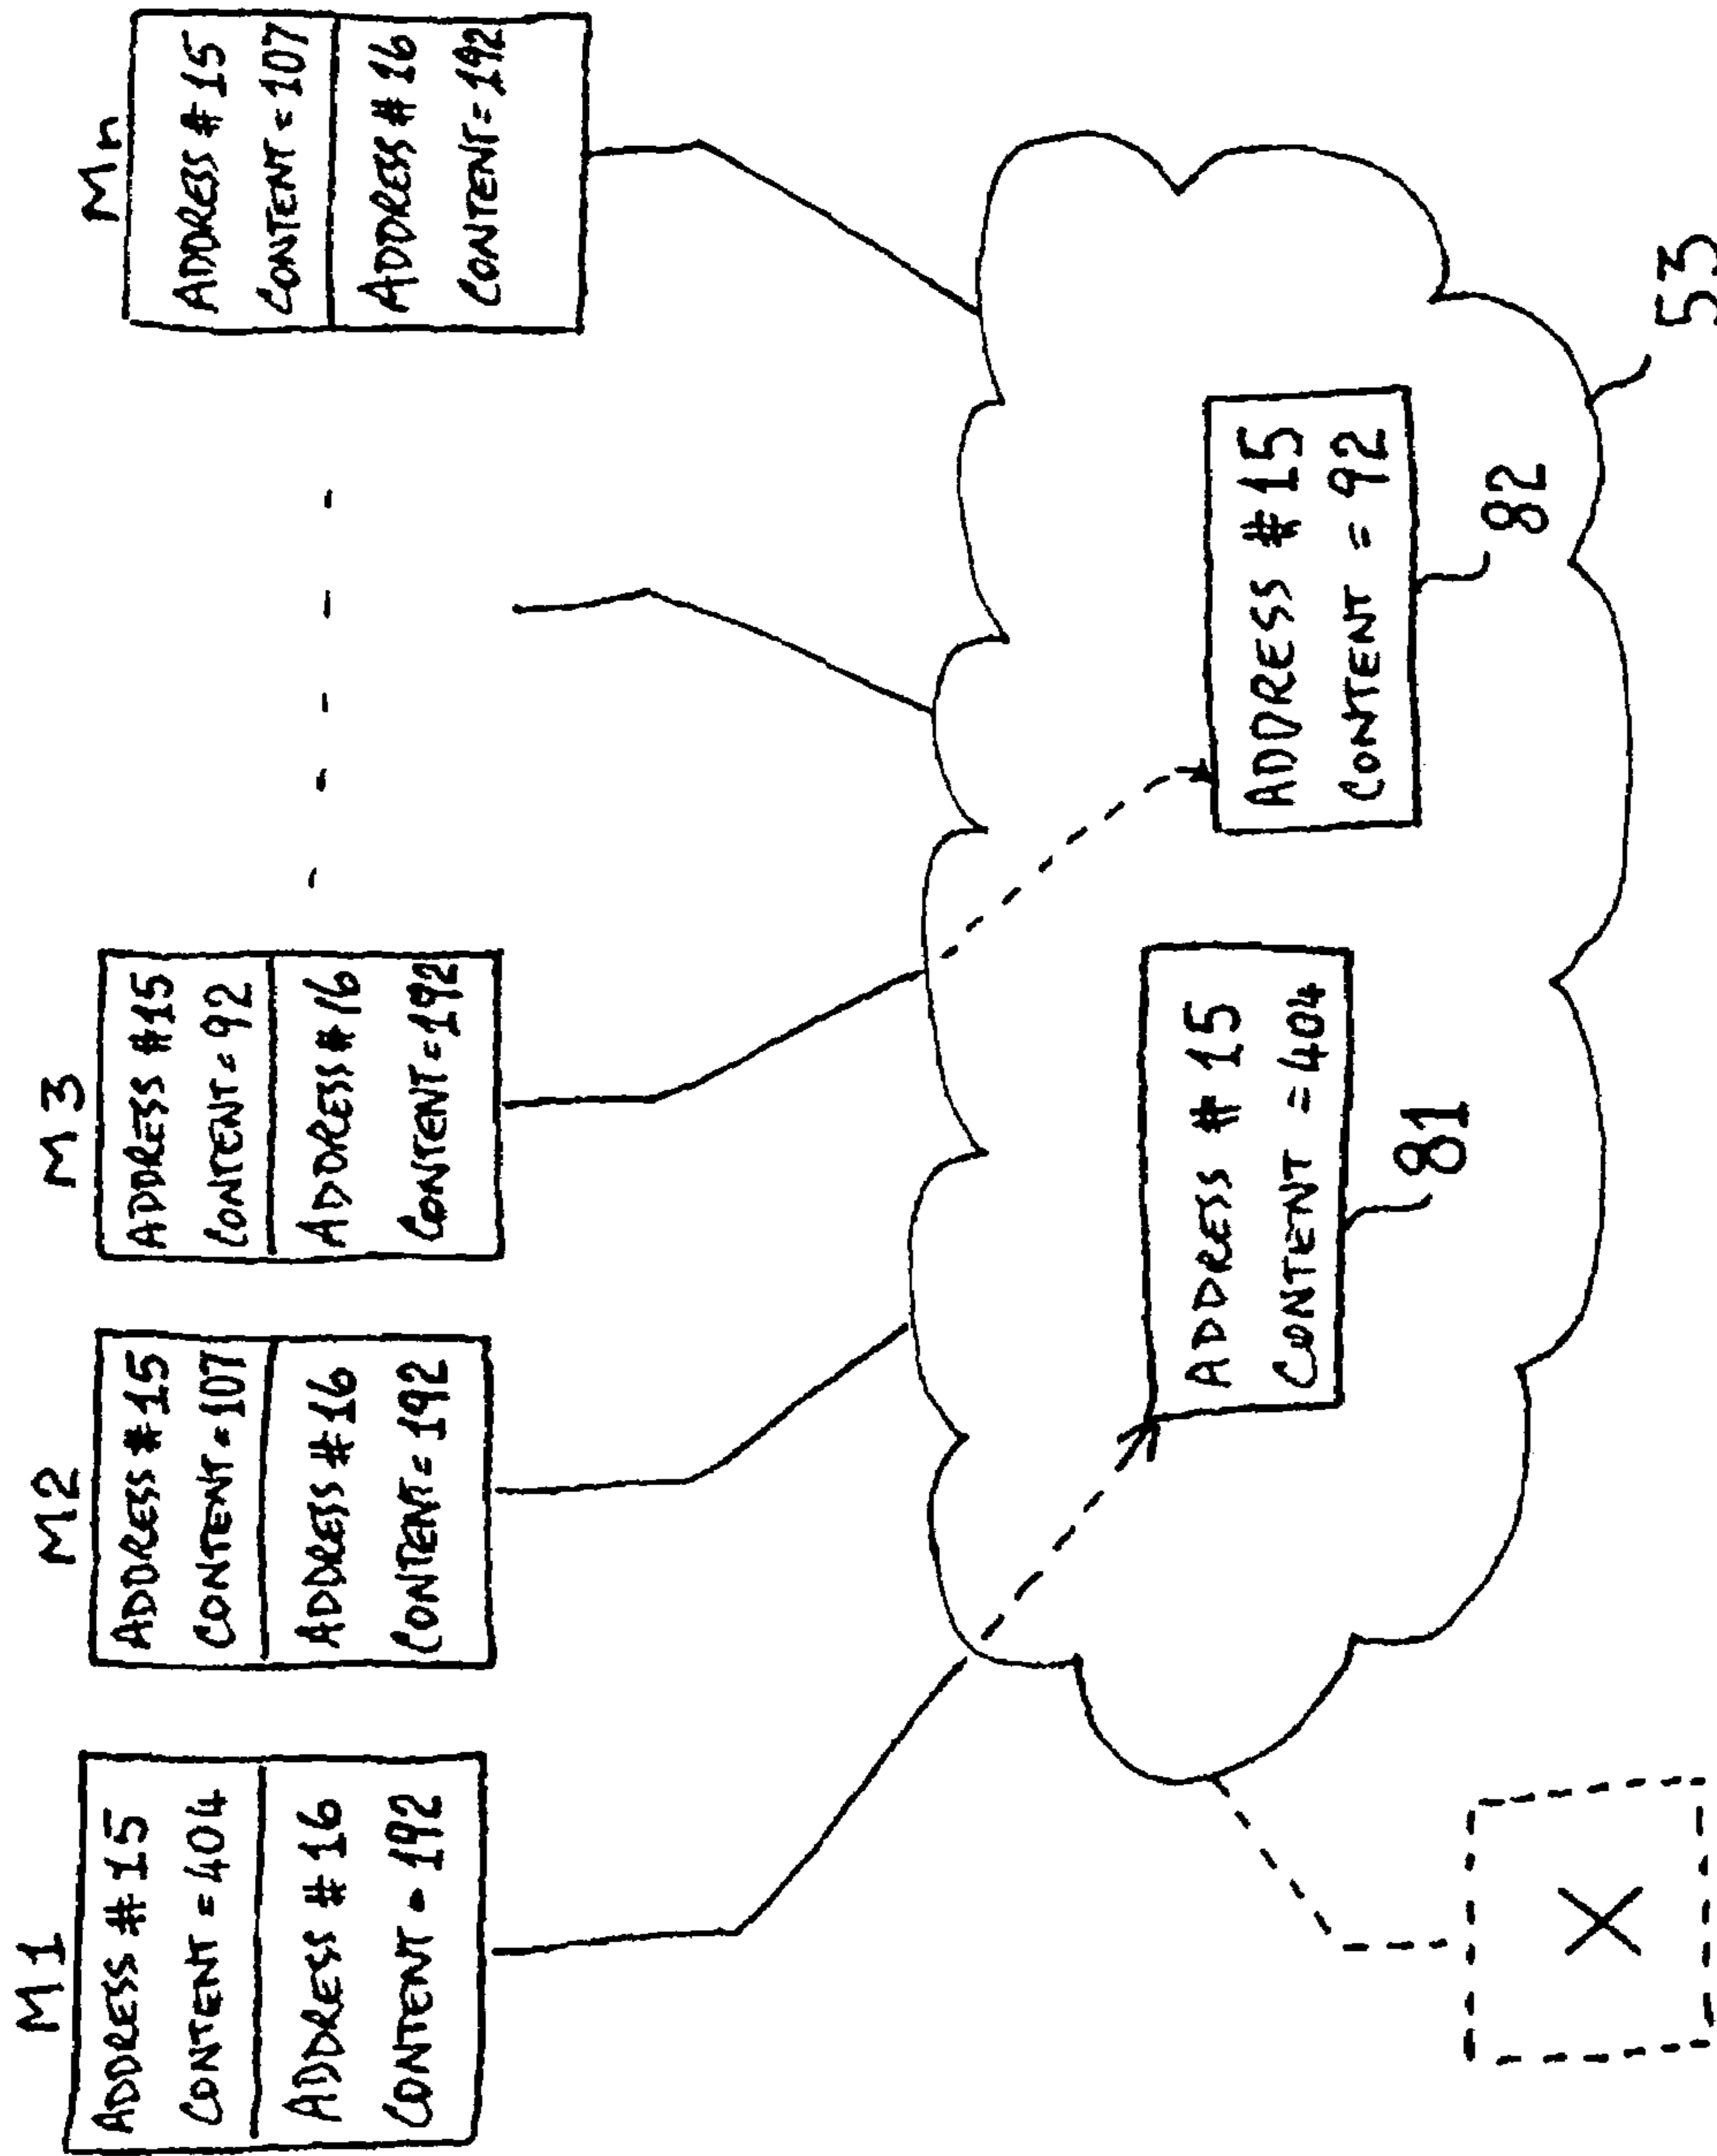 M1
ADDRESS #15
CONTENT = 404
ADDRESS #16
CONTENT = 192
M2
ADDRESS #15
CONTENT = 107
ADDRESS #16
CONTENT = 192
M3
ADDRESS #15
CONTENT = 92
ADDRESS #16
CONTENT = 192
Mn
ADDRESS #15
CONTENT = 107
ADDRESS #16
CONTENT = 192
ADDRESS #15
CONTENT = 404
81
ADDRESS #15
CONTENT = 92
82
53
X